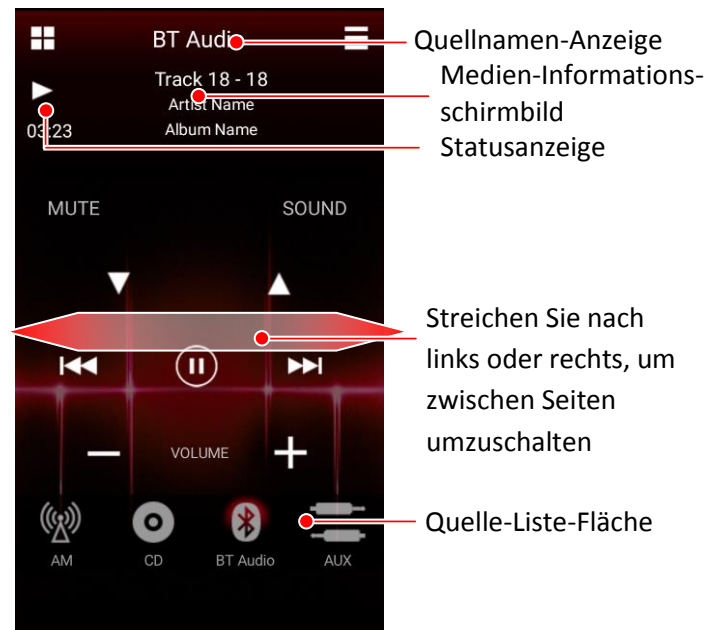 BT Audio
Quellnamen-Anzeige
Track 18 - 18
Medien-Informations-
schirmbild
Artist Name
03:23
Album Name
Statusanzeige
MUTE
SOUND
Streichen Sie nach
links oder rechts, um
zwischen Seiten
umzuschalten
VOLUME
Quelle-Liste-Fläche
AM
CD
BT Audio
AUX